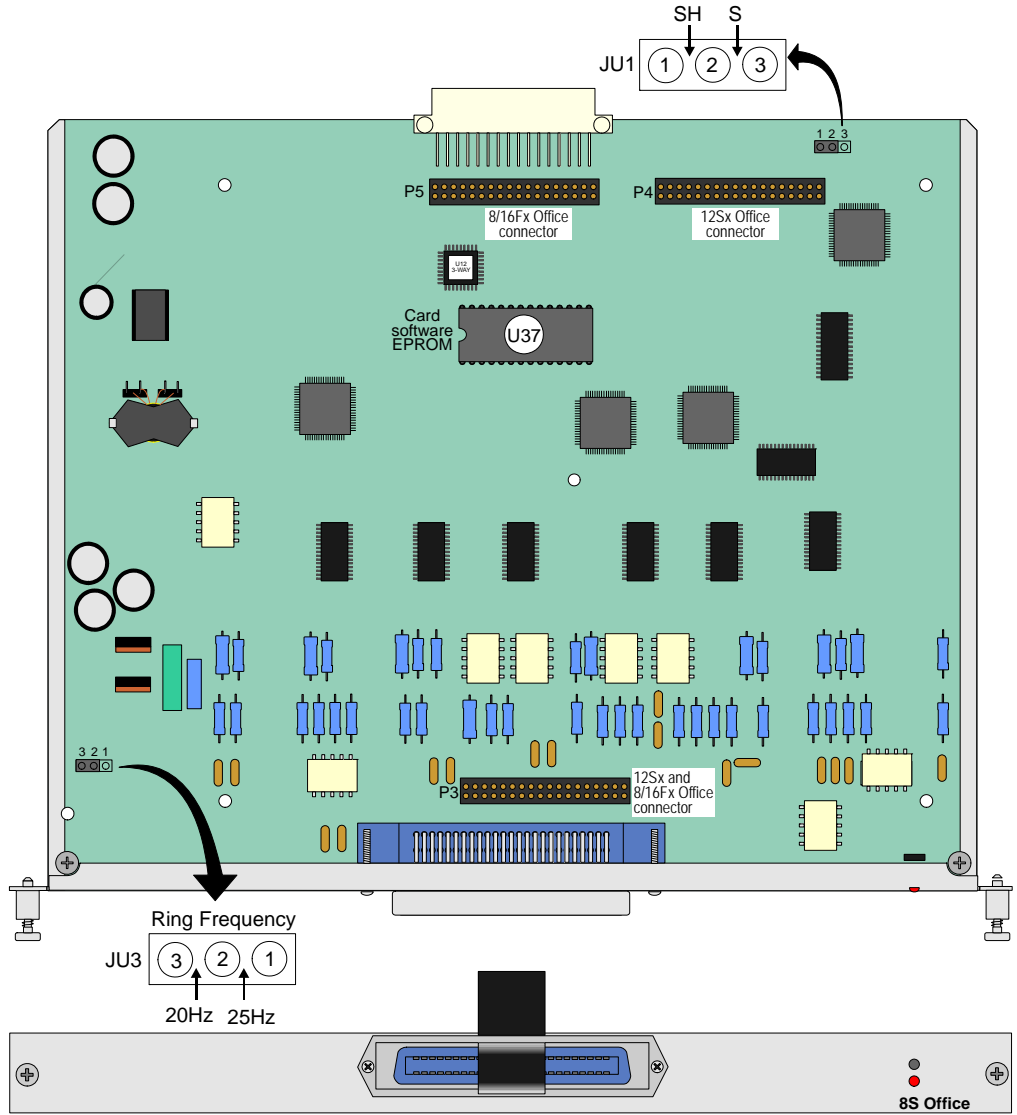 SH S
JU1 1 2 3
1 2 3
P5
8/16Fx Office
connector
P4
12Sx Office
connector
U12
3-WAY
Card
software
EPROM
U37
3 2 1
P3
12Sx and
8/16Fx Office
connector
Ring Frequency
JU3 3 2 1
20Hz 25Hz
8S Office